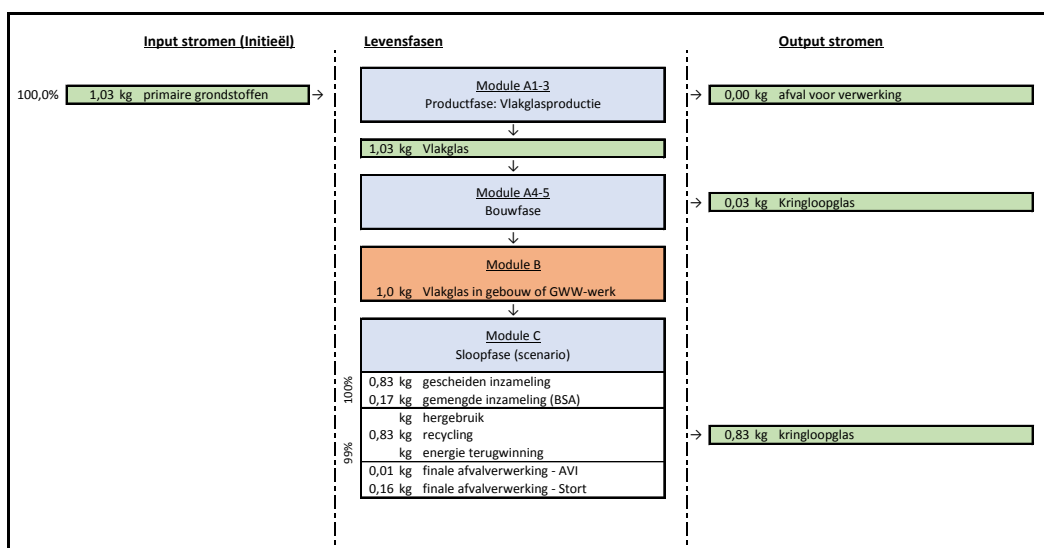 Input stromen (Initieël)
Levensfasen
Output stromen
100,0%
1,03 kg primaire grondstoffen →
Module A1-3
Productfase: Vlakglasproductie
→ 0,00 kg afval voor verwerking
↓
1,03 kg Vlakglas
↓
Module A4-5
Bouwfase
→ 0,03 kg Kringloopglas
↓
Module B
1,0 kg Vlakglas in gebouw of GWW-werk
↓
Module C
Sloopfase (scenario)
100%
0,83 kg gescheiden inzameling
0,17 kg gemengde inzameling (BSA)
99%
kg hergebruik
0,83 kg recycling
→ 0,83 kg kringloopglas
kg energie terugwinning
0,01 kg finale afvalverwerking - AVI
0,16 kg finale afvalverwerking - Stort